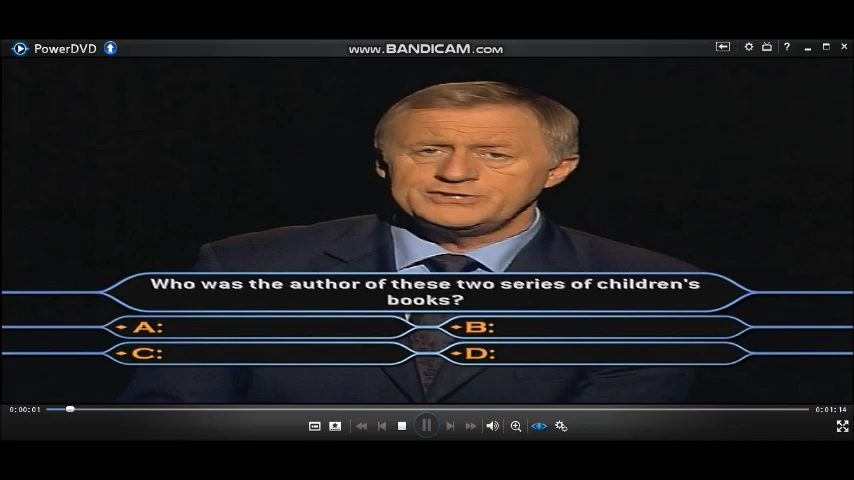 PowerDVD
www.BANDICAM.com
Who was the author of these two series of children's
books?
A:
B:
C:
D:
0:00:01
0:01:14